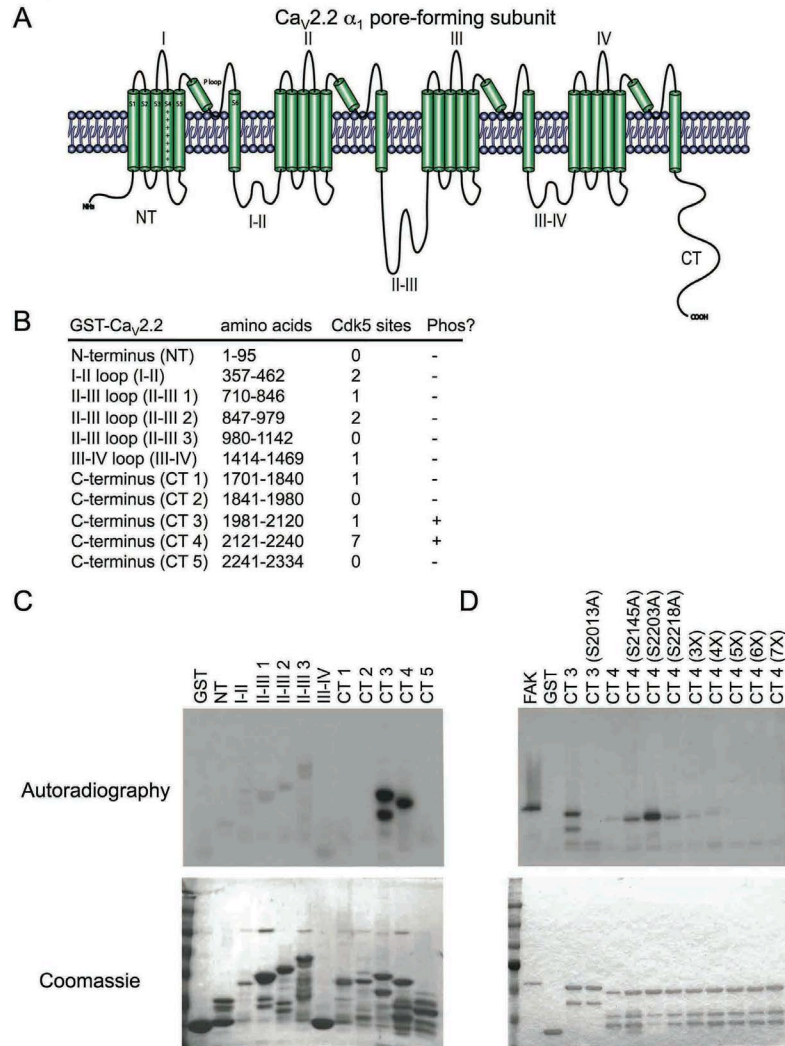 A
CaV2.2 α1 pore-forming subunit
I
II
III
IV
P loop
S1 S2 S3 S4 S5
S6
+
+
+
+
+
+
NH2
NT
I-II
II-III
III-IV
CT
COOH
B
GST-CaV2.2 amino acids Cdk5 sites Phos?
N-terminus (NT) 1-95 0 -
I-II loop (I-II) 357-462 2 -
II-III loop (II-III 1) 710-846 1 -
II-III loop (II-III 2) 847-979 2 -
II-III loop (II-III 3) 980-1142 0 -
III-IV loop (III-IV) 1414-1469 1 -
C-terminus (CT 1) 1701-1840 1 -
C-terminus (CT 2) 1841-1980 0 -
C-terminus (CT 3) 1981-2120 1 +
C-terminus (CT 4) 2121-2240 7 +
C-terminus (CT 5) 2241-2334 0 -
C
GST
NT
I-II
II-III 1
II-III 2
II-III 3
III-IV
CT 1
CT 2
CT 3
CT 4
CT 5
Autoradiography
Coomassie
D
FAK
GST
CT 3
CT 3 (S2013A)
CT 4
CT 4 (S2145A)
CT 4 (S2203A)
CT 4 (S2218A)
CT 4 (3X)
CT 4 (4X)
CT 4 (5X)
CT 4 (6X)
CT 4 (7X)